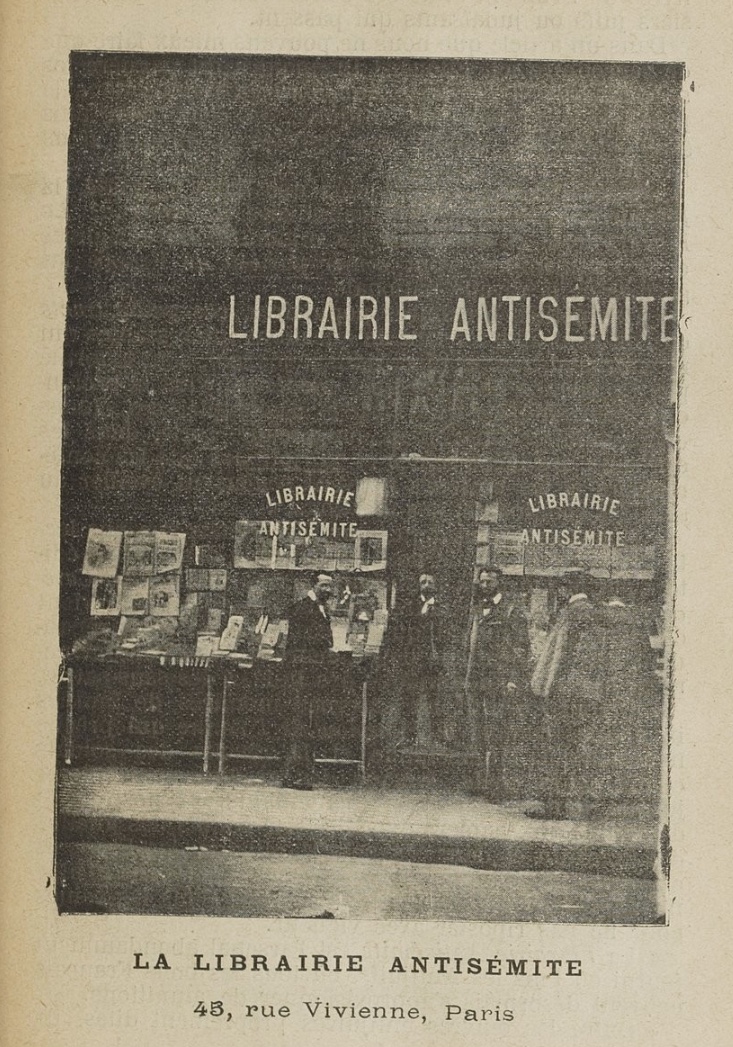 LIBRAIRIE ANTISÉMITE
LIBRAIRIE
ANTISÉMITE
LIBRAIRIE
ANTISÉMITE
LA LIBRAIRIE ANTISÉMITE
45, rue Vivienne, Paris